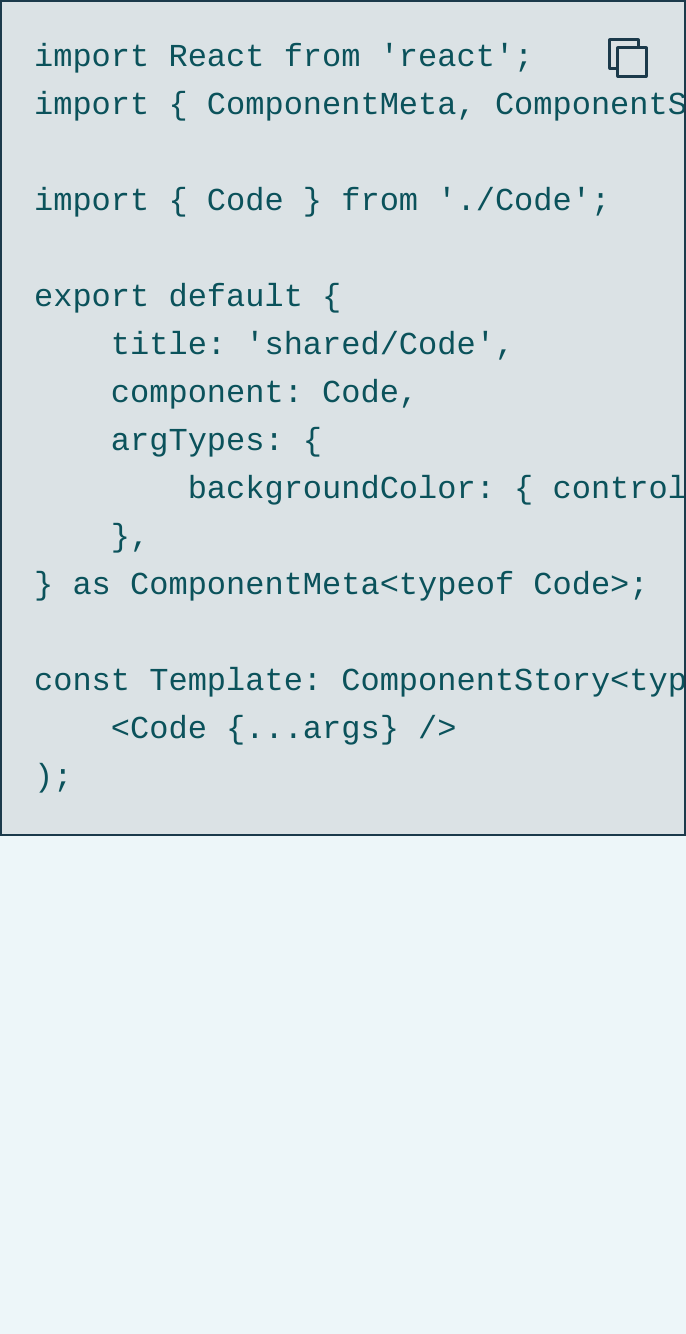 import React from 'react';
import { ComponentMeta, ComponentS

import { Code } from './Code';

export default {
    title: 'shared/Code',
    component: Code,
    argTypes: {
        backgroundColor: { control
    },
} as ComponentMeta<typeof Code>;

const Template: ComponentStory<typ
    <Code {...args} />
);